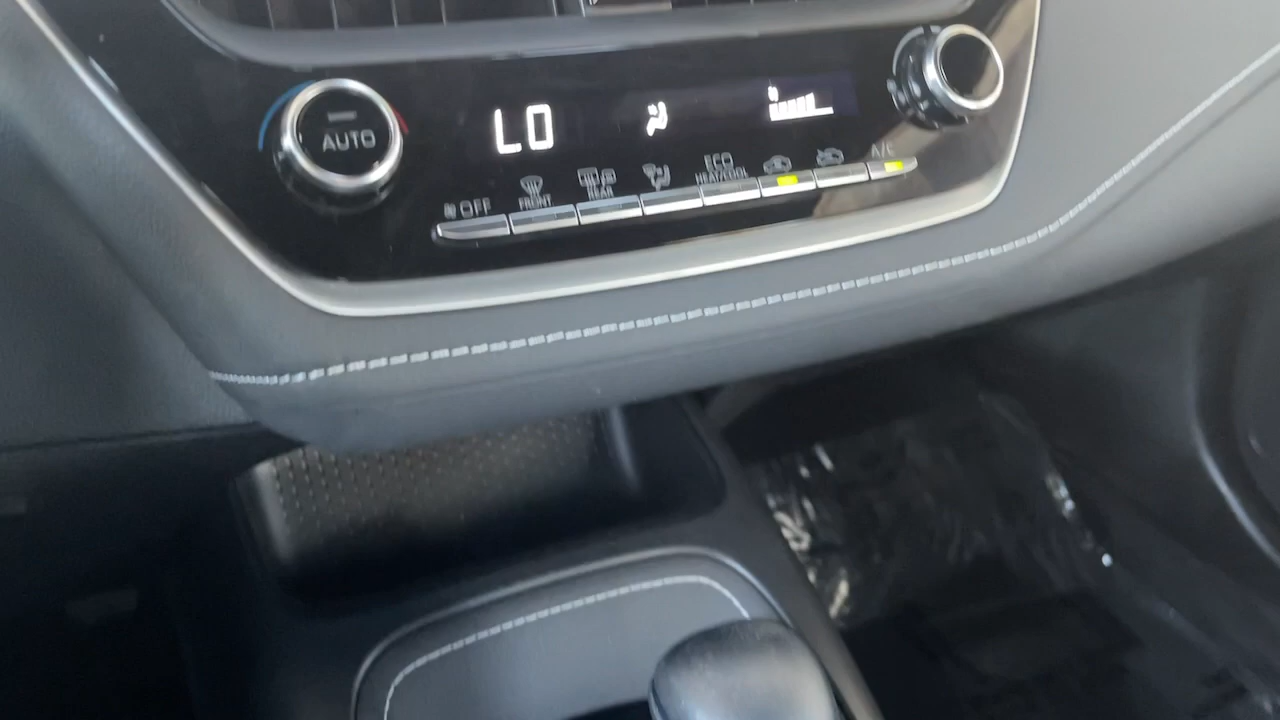 AUTO
LO
OFF
FRONT
REAR
ECO
HEAT/COOL
A/C